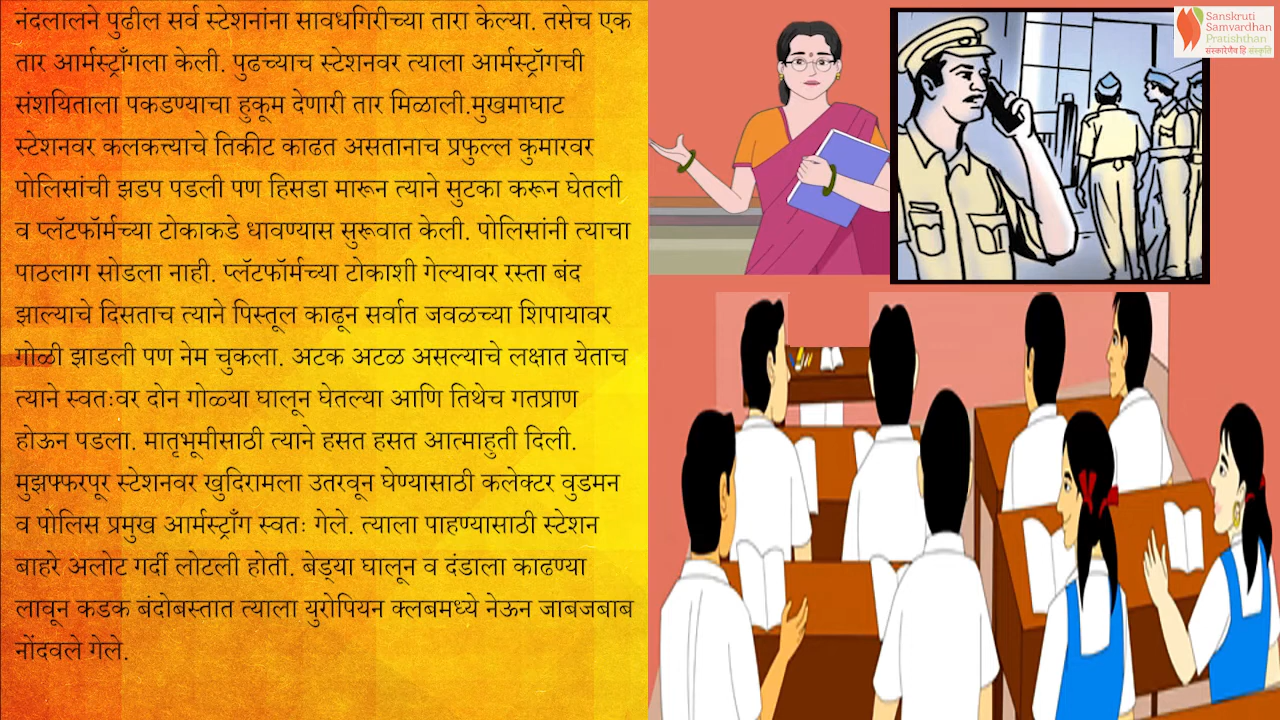 नंदलालने पुढील सर्व स्टेशनांना सावधगिरीच्या तारा केल्या. तसेच एक
तार आर्मस्ट्राँगला केली. पुढच्याच स्टेशनवर त्याला आर्मस्ट्रॉगची
संशयिताला पकडण्याचा हुकूम देणारी तार मिळाली.मुखमाघाट
स्टेशनवर कलकत्त्याचे तिकीट काढत असतानाच प्रफुल्ल कुमारवर
पोलिसांची झडप पडली पण हिसडा मारून त्याने सुटका करून घेतली
व प्लॅटफॉर्मच्या टोकाकडे धावण्यास सुरूवात केली. पोलिसांनी त्याचा
पाठलाग सोडला नाही. प्लॅटफॉर्मच्या टोकाशी गेल्यावर रस्ता बंद
झाल्याचे दिसताच त्याने पिस्तूल काढून सर्वात जवळच्या शिपायावर
गोळी झाडली पण नेम चुकला. अटक अटळ असल्याचे लक्षात येताच
त्याने स्वतःवर दोन गोळ्या घालून घेतल्या आणि तिथेच गतप्राण
होऊन पडला. मातृभूमीसाठी त्याने हसत हसत आत्माहुती दिली.
मुझफ्फरपूर स्टेशनवर खुदिरामला उतरवून घेण्यासाठी कलेक्टर वुडमन
व पोलिस प्रमुख आर्मस्ट्राँग स्वतः गेले. त्याला पाहण्यासाठी स्टेशन
बाहरे अलोट गर्दी लोटली होती. बेड्या घालून व दंडाला काढण्या
लावून कडक बंदोबस्तात त्याला युरोपियन क्लबमध्ये नेऊन जाबजबाब
नोंदवले गेले.
Sanskruti
Samvardhan
Pratishthan
संस्कारेणैव हि संस्कृति